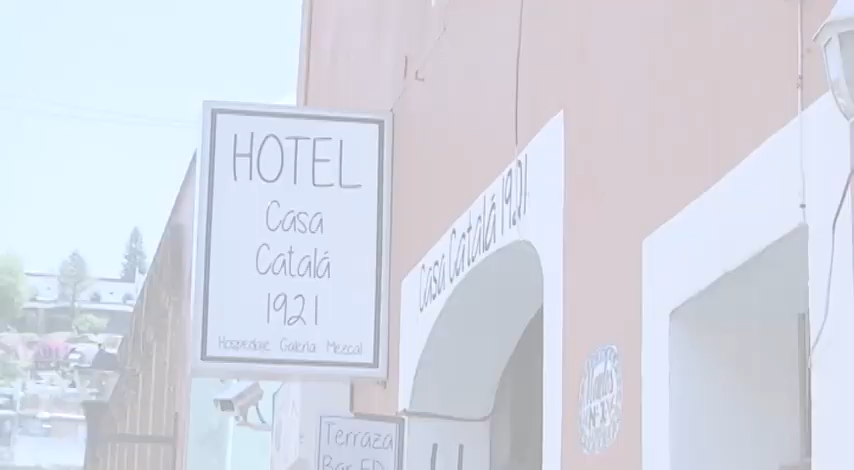 HOTEL
Casa
Catalá
1921
Hospedaje Galería Mezcal
Casa Catalá 1921
Terraza